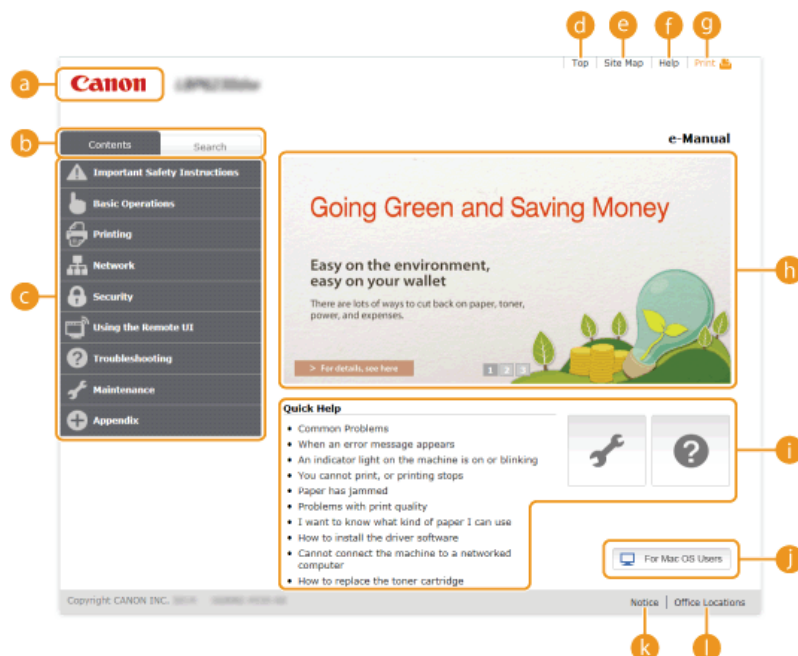 d e f g
Top Site Map Help Print
a Canon
b Contents Search
e-Manual
Important Safety Instructions
Basic Operations
Printing
Network
c Security
Using the Remote UI
Troubleshooting
Maintenance
Appendix
Going Green and Saving Money
Easy on the environment,
easy on your wallet
There are lots of ways to cut back on paper, toner,
power, and expenses.
> For details, see here
1 2 3
h
Quick Help
• Common Problems
• When an error message appears
• An indicator light on the machine is on or blinking
• You cannot print, or printing stops
• Paper has jammed
• Problems with print quality
• I want to know what kind of paper I can use
• How to install the driver software
• Cannot connect the machine to a networked
computer
• How to replace the toner cartridge
i
For Mac OS Users j
Copyright CANON INC.
Notice Office Locations
k l